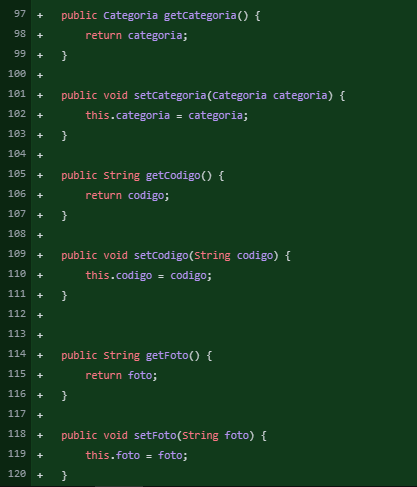 97 +   public Categoria getCategoria() {
98 +       return categoria;
99 +   }
100 +
101 +   public void setCategoria(Categoria categoria) {
102 +       this.categoria = categoria;
103 +   }
104 +
105 +   public String getCodigo() {
106 +       return codigo;
107 +   }
108 +
109 +   public void setCodigo(String codigo) {
110 +       this.codigo = codigo;
111 +   }
112 +
113 +
114 +   public String getFoto() {
115 +       return foto;
116 +   }
117 +
118 +   public void setFoto(String foto) {
119 +       this.foto = foto;
120 +   }